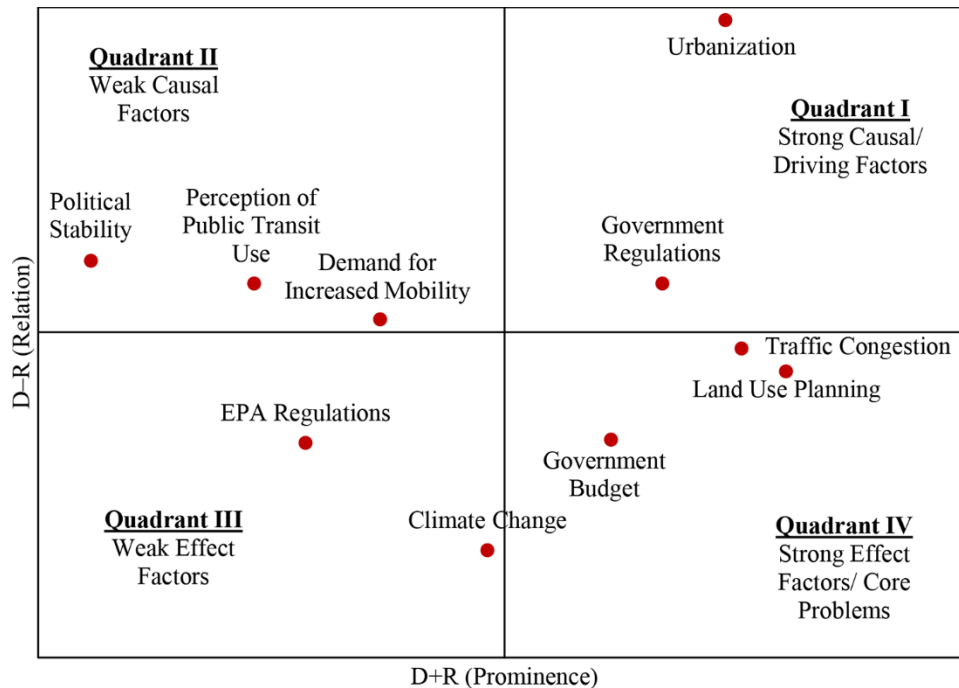 Quadrant II
Weak Causal
Factors
Urbanization
Quadrant I
Strong Causal/
Driving Factors
Political
Stability
Perception of
Public Transit
Use
Demand for
Increased Mobility
Government
Regulations
D–R (Relation)
Traffic Congestion
Land Use Planning
EPA Regulations
Government
Budget
Quadrant III
Weak Effect
Factors
Climate Change
Quadrant IV
Strong Effect
Factors/ Core
Problems
D+R (Prominence)